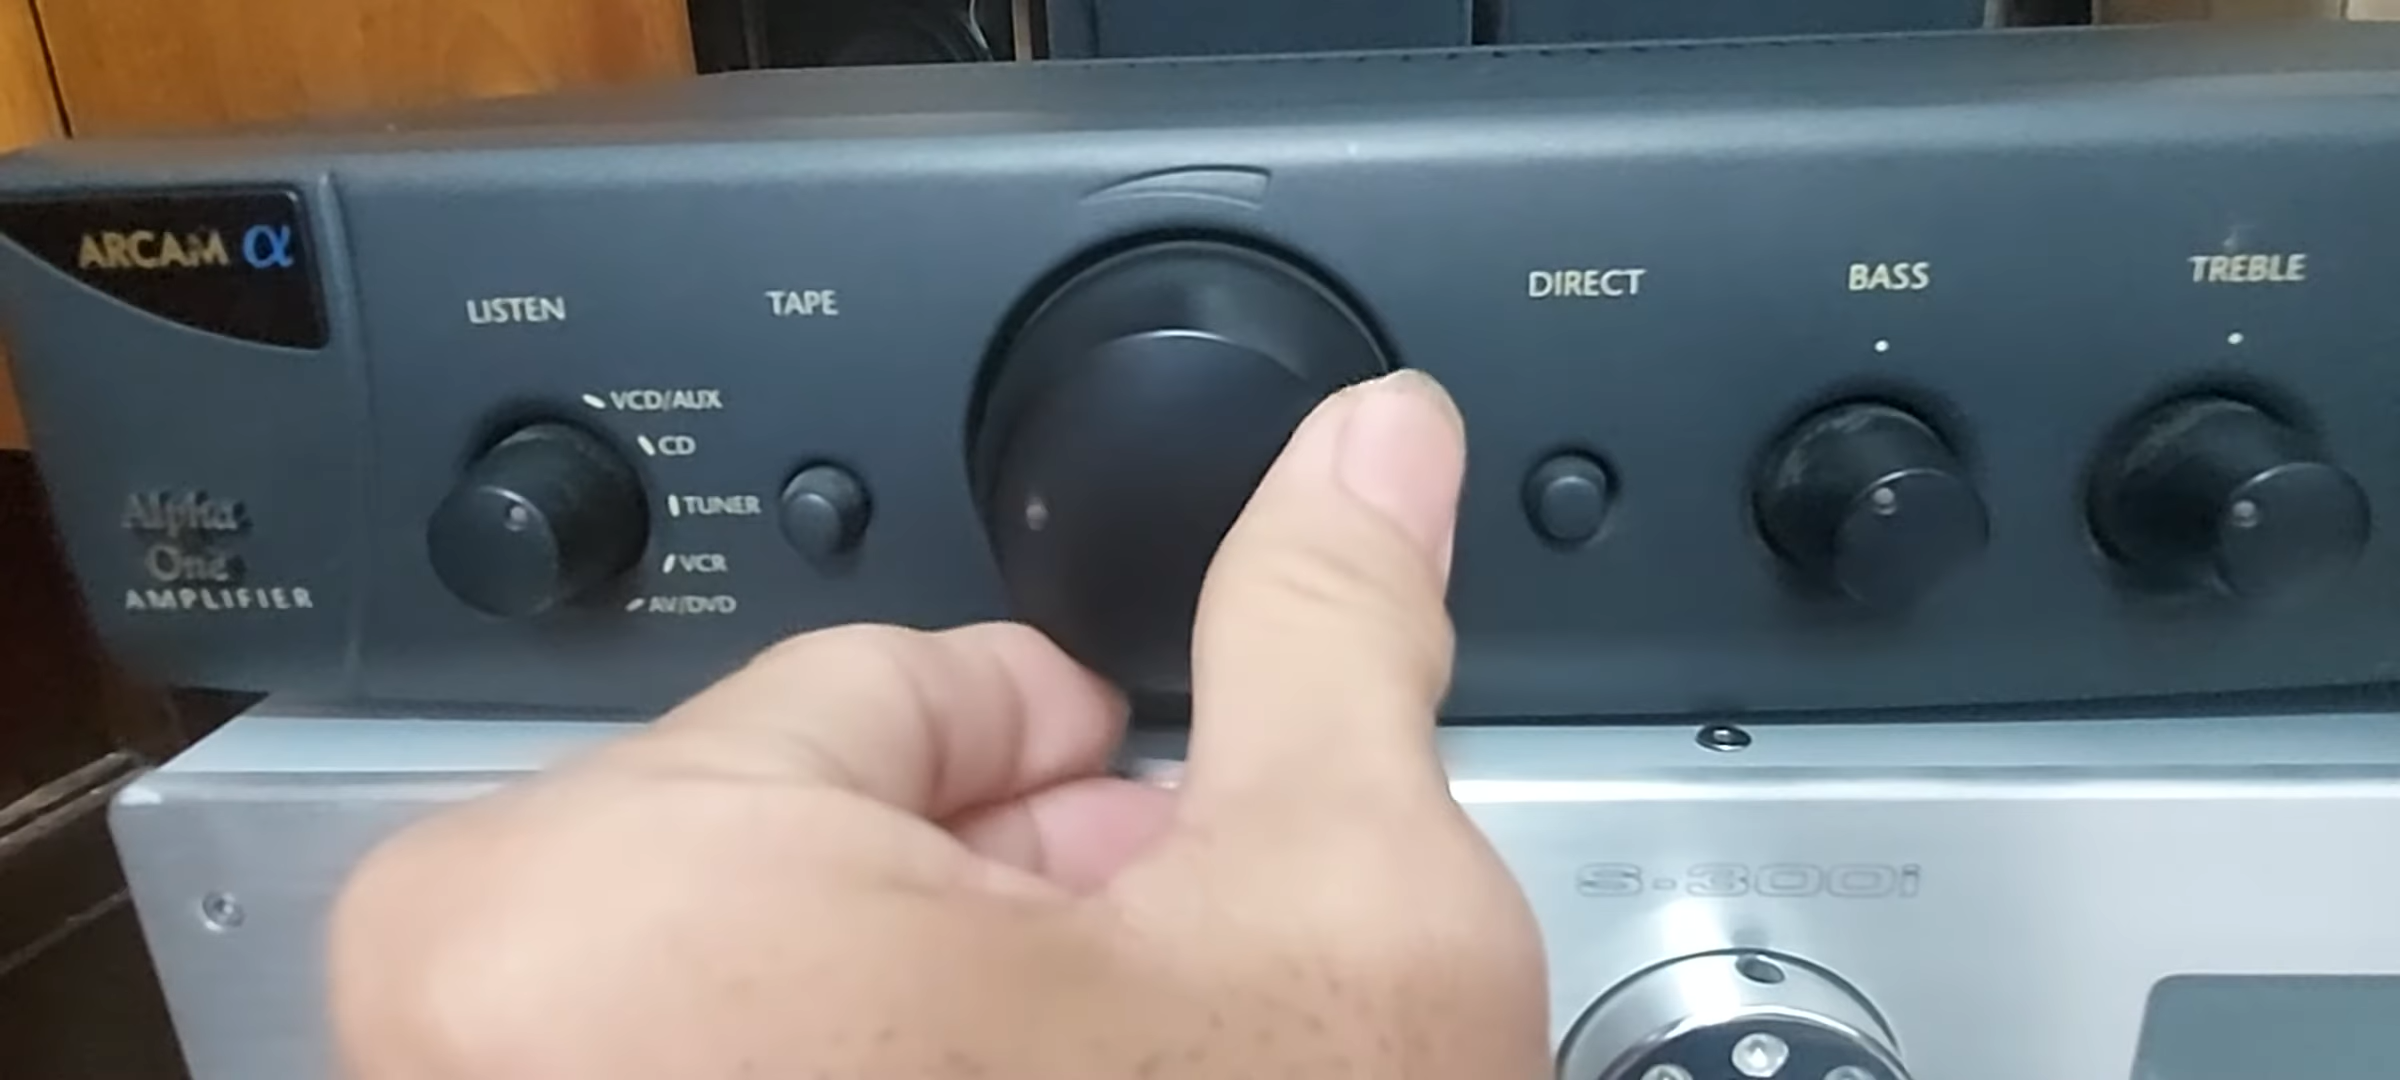 ARCAM α
LISTEN
TAPE
DIRECT
BASS
TREBLE
VCD/AUX
CD
TUNER
VCR
AV/DVD
Alpha
One
AMPLIFIER
S-300i